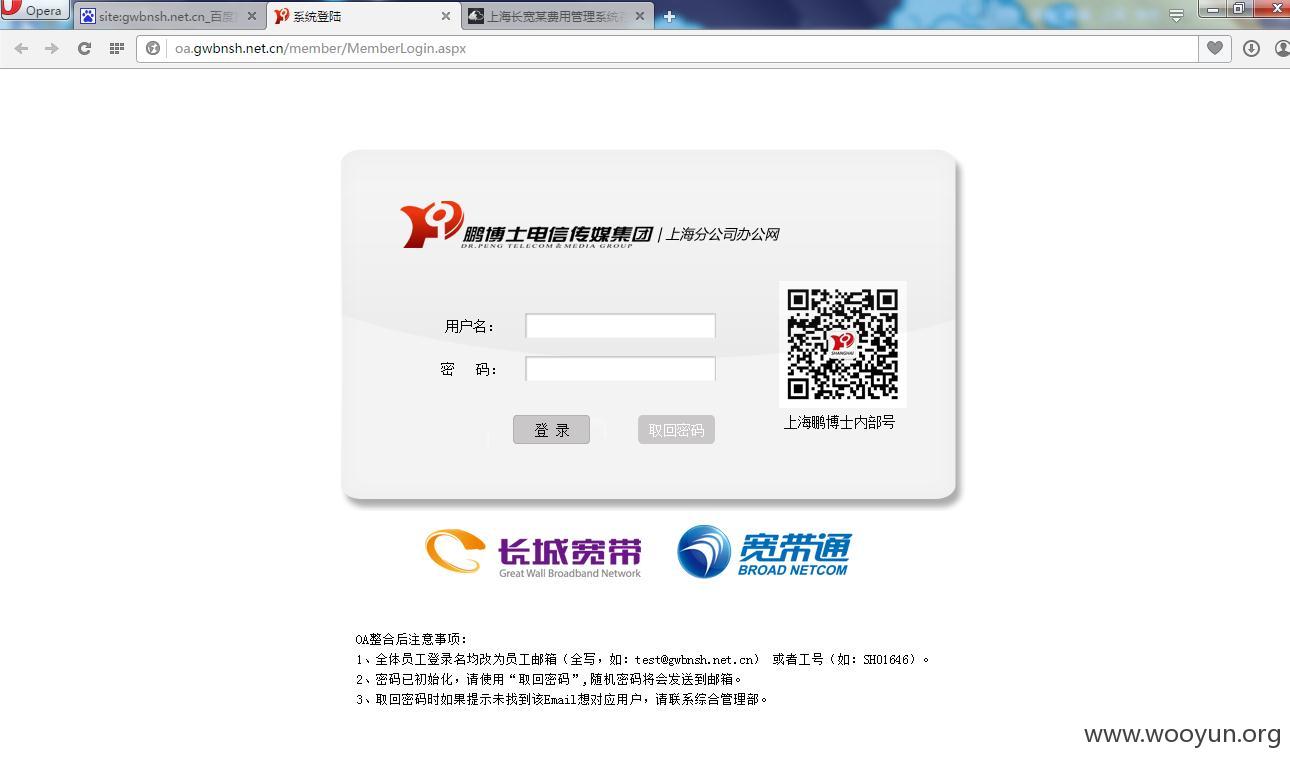 Opera
site:gwbnsh.net.cn_百度
系统登陆
上海长宽某费用管理系统
oa.gwbnsh.net.cn/member/MemberLogin.aspx
鹏博士电信传媒集团 | 上海分公司办公网
DR.PENG TELECOM & MEDIA GROUP
用户名：
密 码：
SHANGHAI
登 录
取回密码
上海鹏博士内部号
长城宽带
Great Wall Broadband Network
宽带通
BROAD NETCOM
OA整合后注意事项：
1、全体员工登录名均改为员工邮箱（全写，如：test@gwbnsh.net.cn） 或者工号（如：SH01646）。
2、密码已初始化，请使用“取回密码”,随机密码将会发送到邮箱。
3、取回密码时如果提示未找到该Email想对应用户，请联系综合管理部。
www.wooyun.org